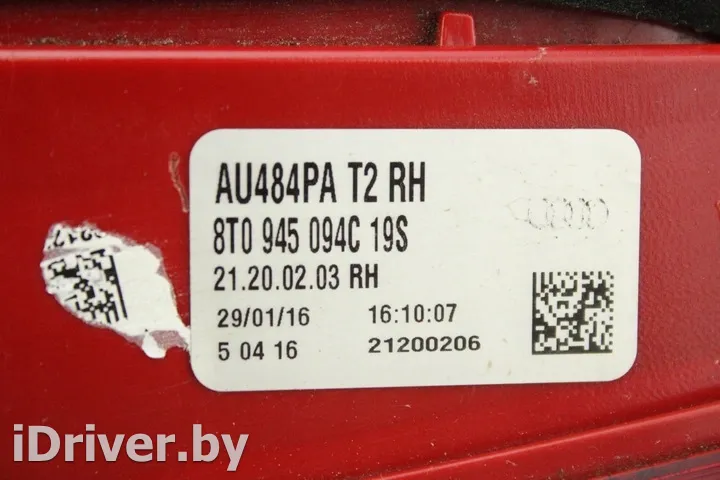 AU484PA T2 RH
8T0 945 094C 19S
21.20.02.03 RH
29/01/16 16:10:07
5 04 16 21200206
iDriver.by